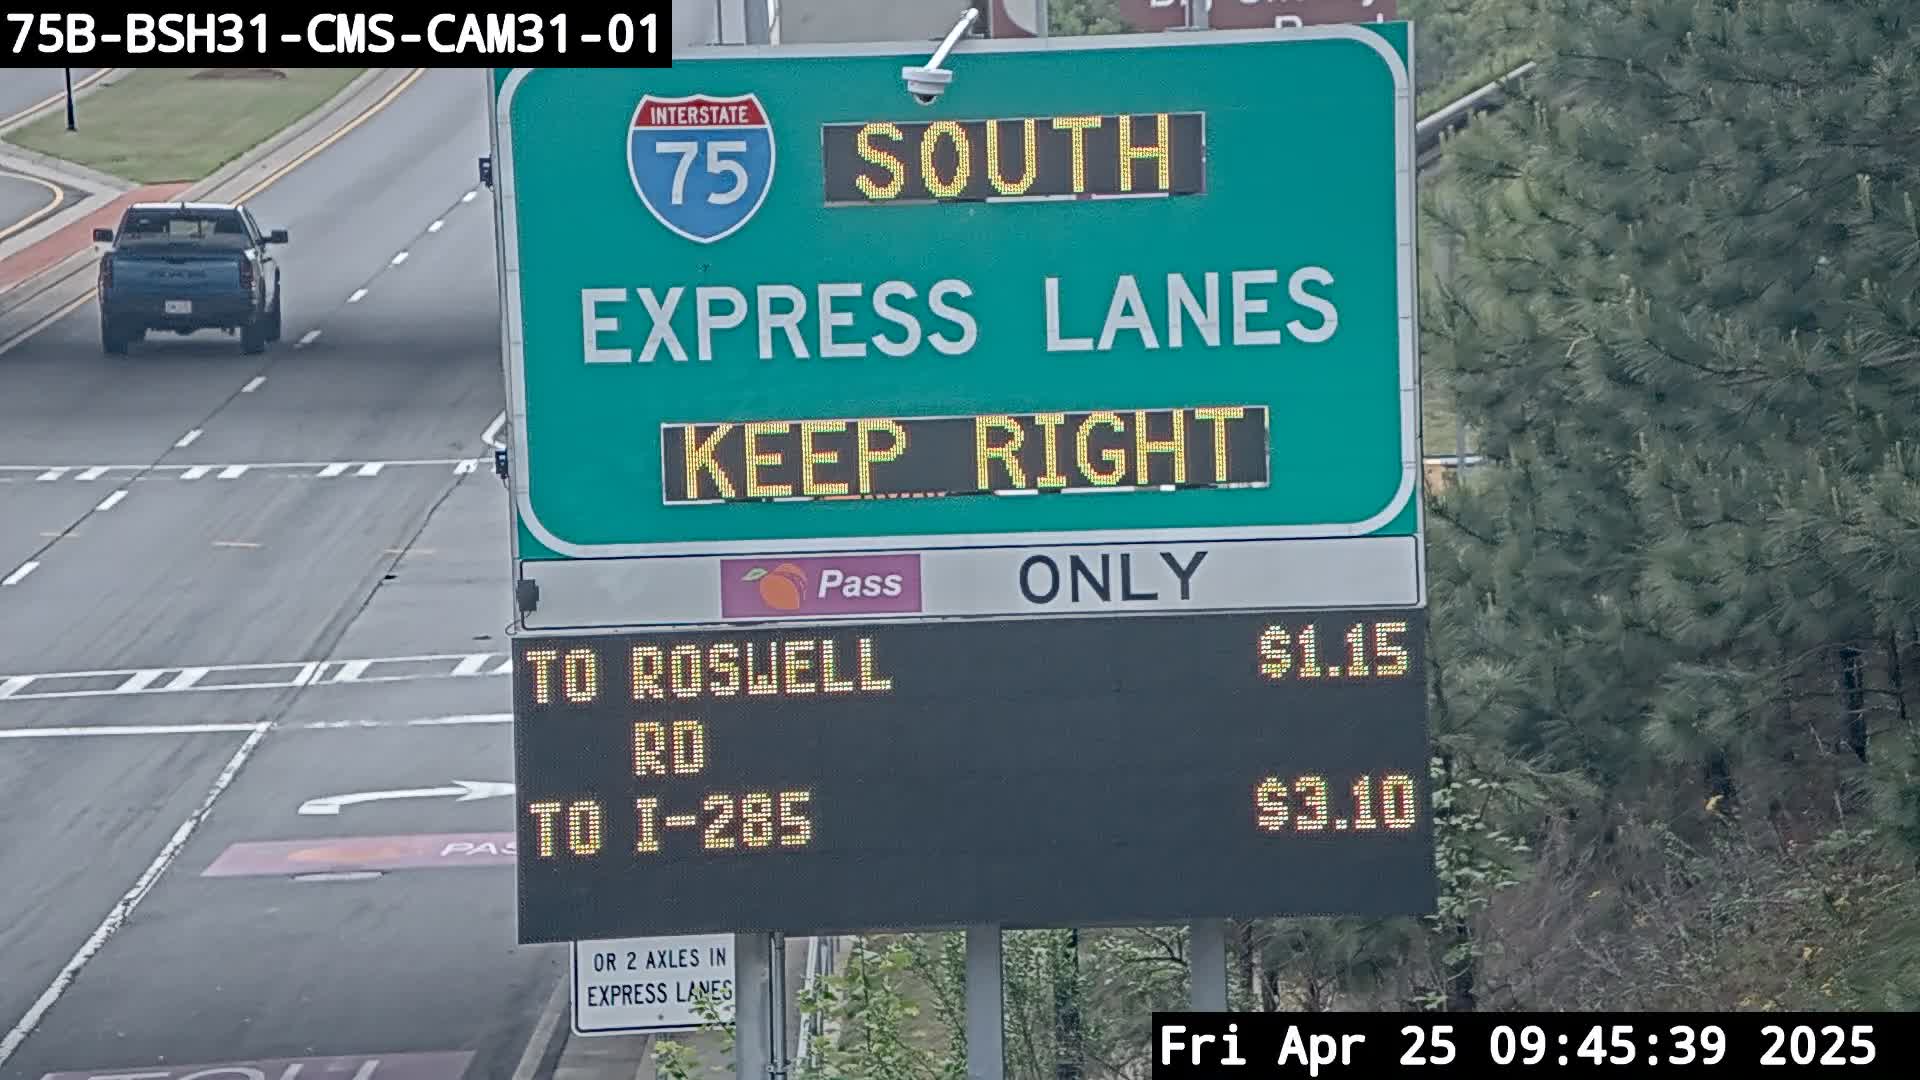 75B-BSH31-CMS-CAM31-01
INTERSTATE
75
SOUTH
EXPRESS LANES
KEEP RIGHT
Pass ONLY
TO ROSWELL $1.15
RD
TO I-285 $3.10
OR 2 AXLES IN
EXPRESS LANES
Fri Apr 25 09:45:39 2025